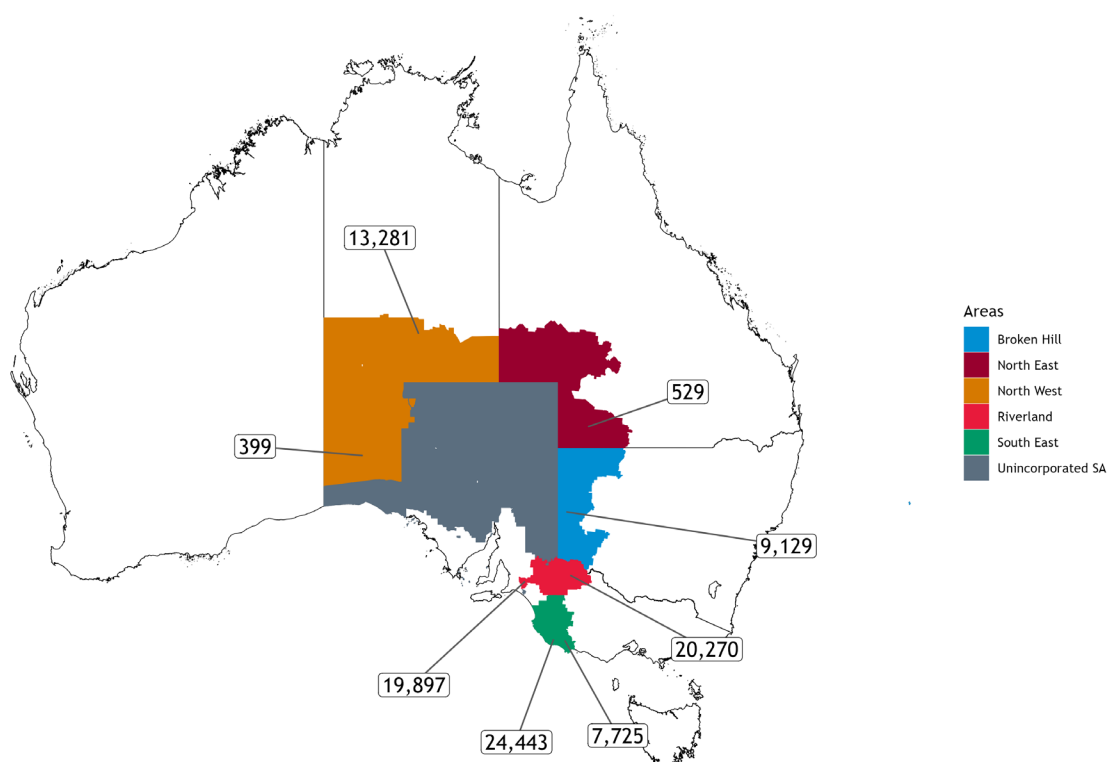 13,281
Areas
Broken Hill
North East
North West
Riverland
South East
Unincorporated SA
529
399
9,129
20,270
19,897
7,725
24,443